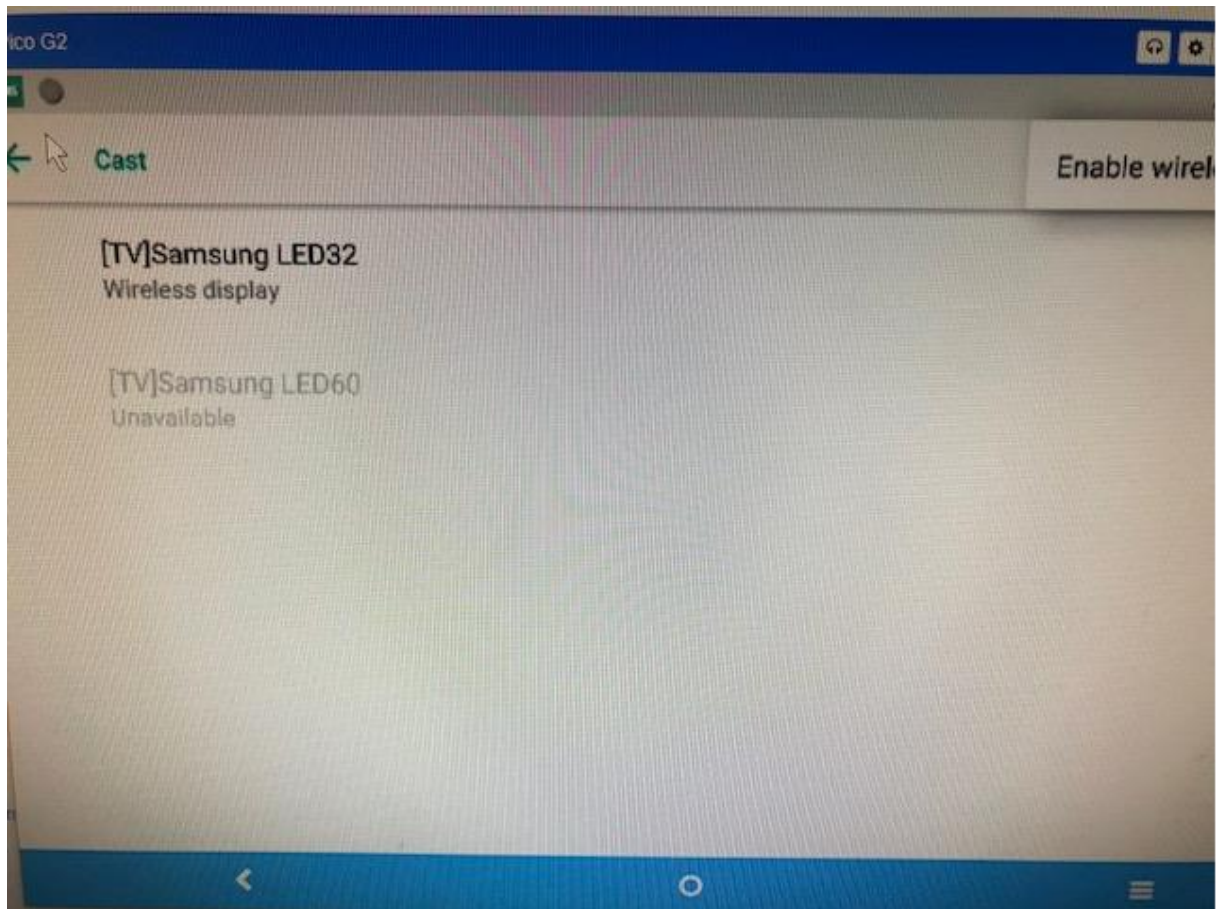 ico G2
Cast
Enable wirel
[TV]Samsung LED32
Wireless display
[TV]Samsung LED60
Unavailable